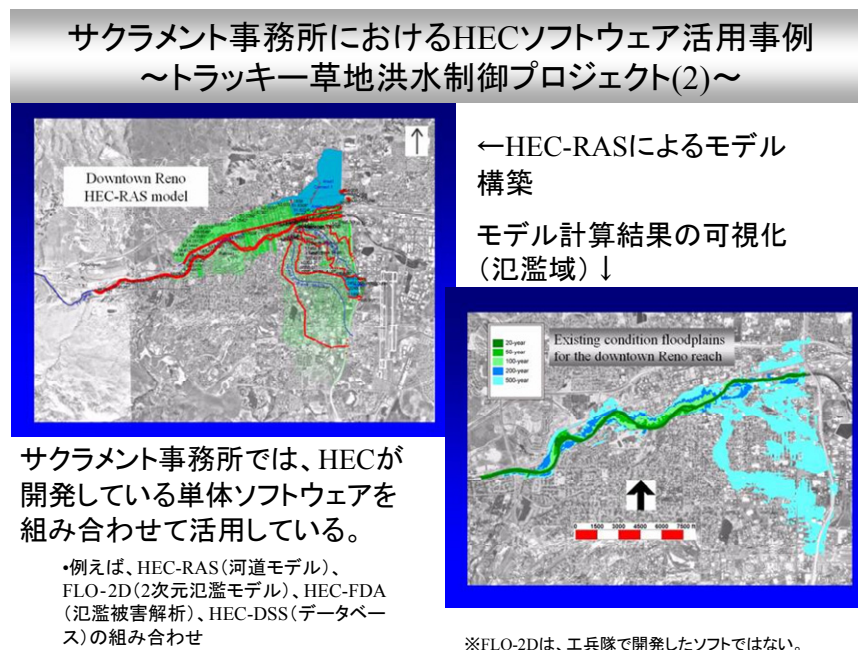 サクラメント事務所におけるHECソフトウェア活用事例
～トラッキー草地洪水制御プロジェクト(2)～
Downtown Reno
HEC-RAS model
←HEC-RASによるモデル
構築
モデル計算結果の可視化
（氾濫域）↓
20-year
50-year
100-year
200-year
500-year
Existing condition floodplains
for the downtown Reno reach
0 1500 3000 4500 6000 7500 ft
サクラメント事務所では、HECが
開発している単体ソフトウェアを
組み合わせて活用している。
•例えば、HEC-RAS（河道モデル）、
FLO-2D（2次元氾濫モデル）、HEC-FDA
（氾濫被害解析）、HEC-DSS（データベー
ス）の組み合わせ
※FLO-2Dは、工兵隊で開発したソフトではない。